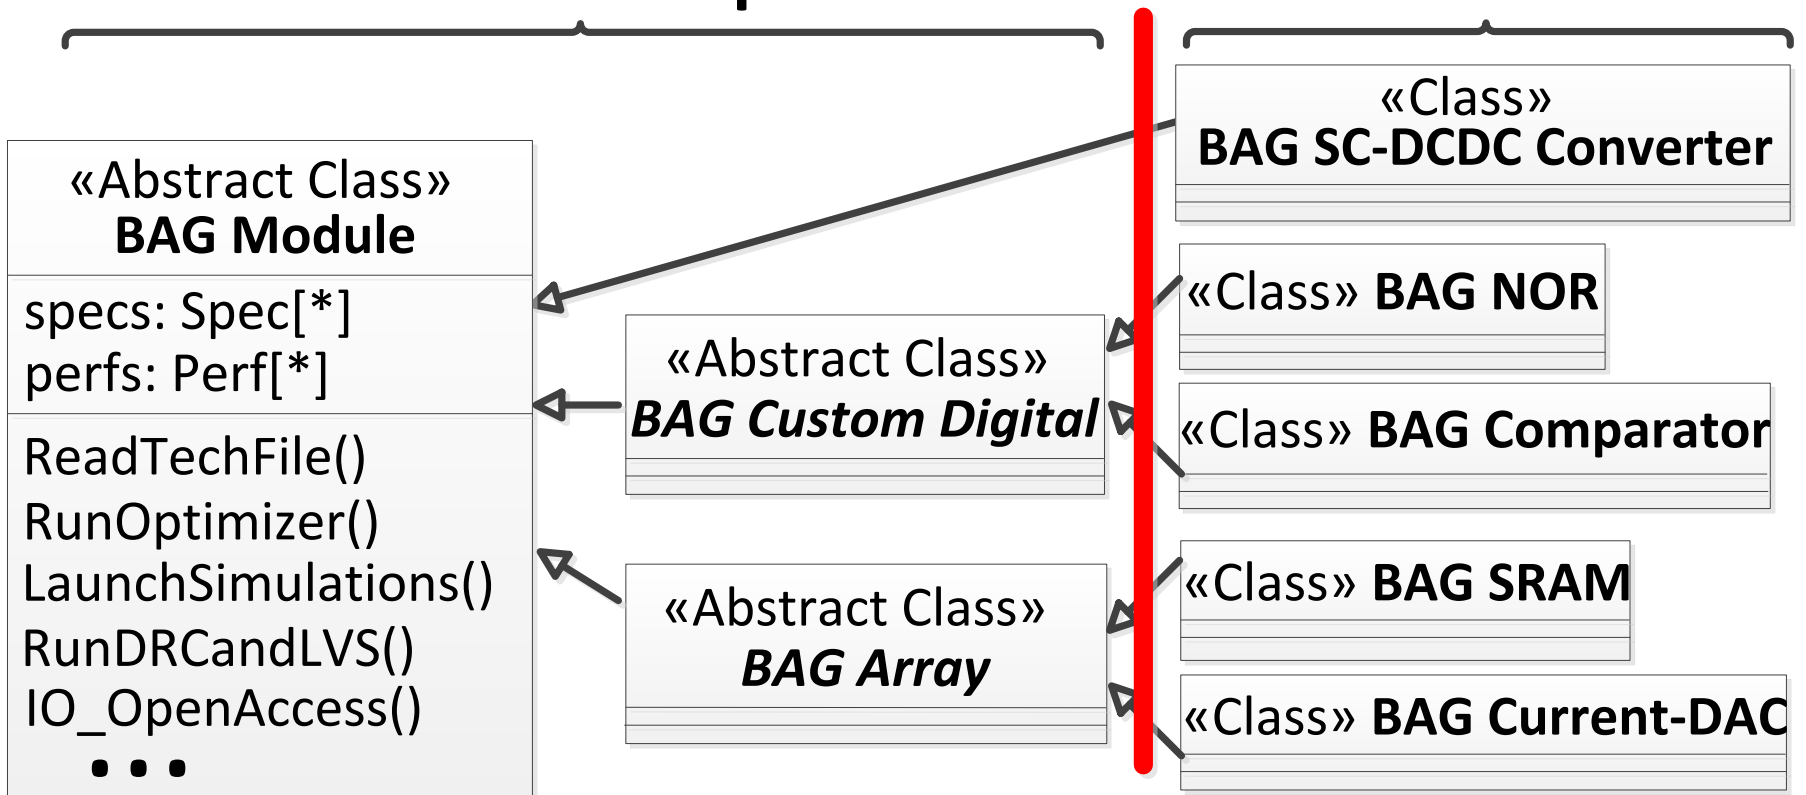 «Abstract Class»
BAG Module
specs: Spec[*]
perfs: Perf[*]
ReadTechFile()
RunOptimizer()
LaunchSimulations()
RunDRCandLVS()
IO_OpenAccess()
...
«Abstract Class»
BAG Custom Digital
«Abstract Class»
BAG Array
«Class»
BAG SC-DCDC Converter
«Class» BAG NOR
«Class» BAG Comparator
«Class» BAG SRAM
«Class» BAG Current-DAC